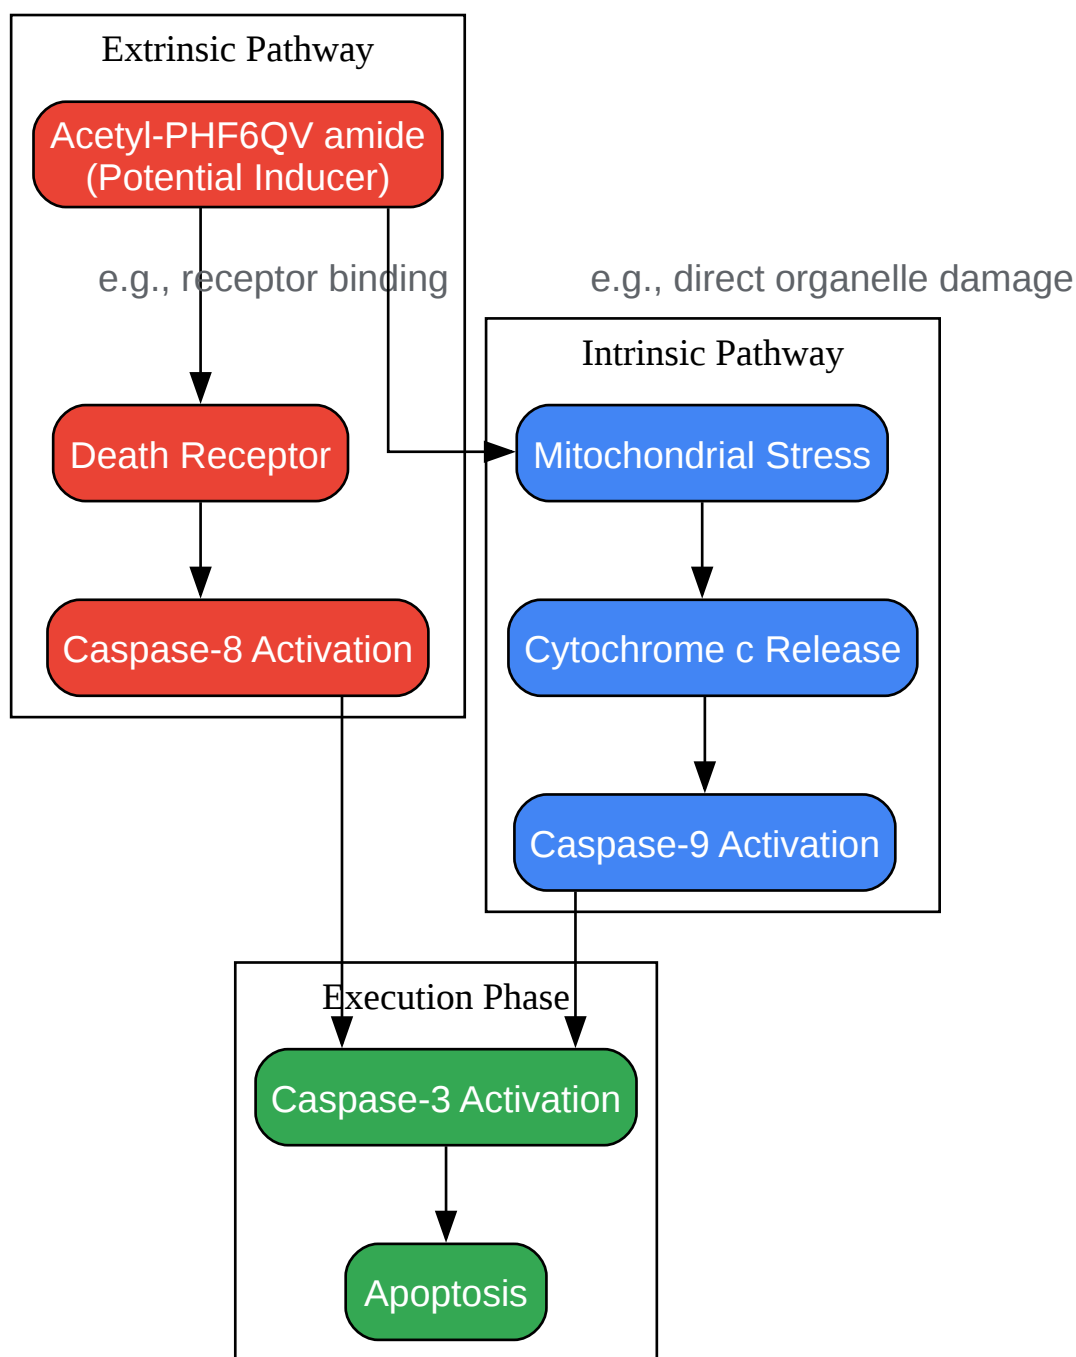 Extrinsic Pathway
Acetyl-PHF6QV amide
(Potential Inducer)
e.g., receptor binding
e.g., direct organelle damage
Intrinsic Pathway
Death Receptor
Mitochondrial Stress
Caspase-8 Activation
Cytochrome c Release
Caspase-9 Activation
Execution Phase
Caspase-3 Activation
Apoptosis